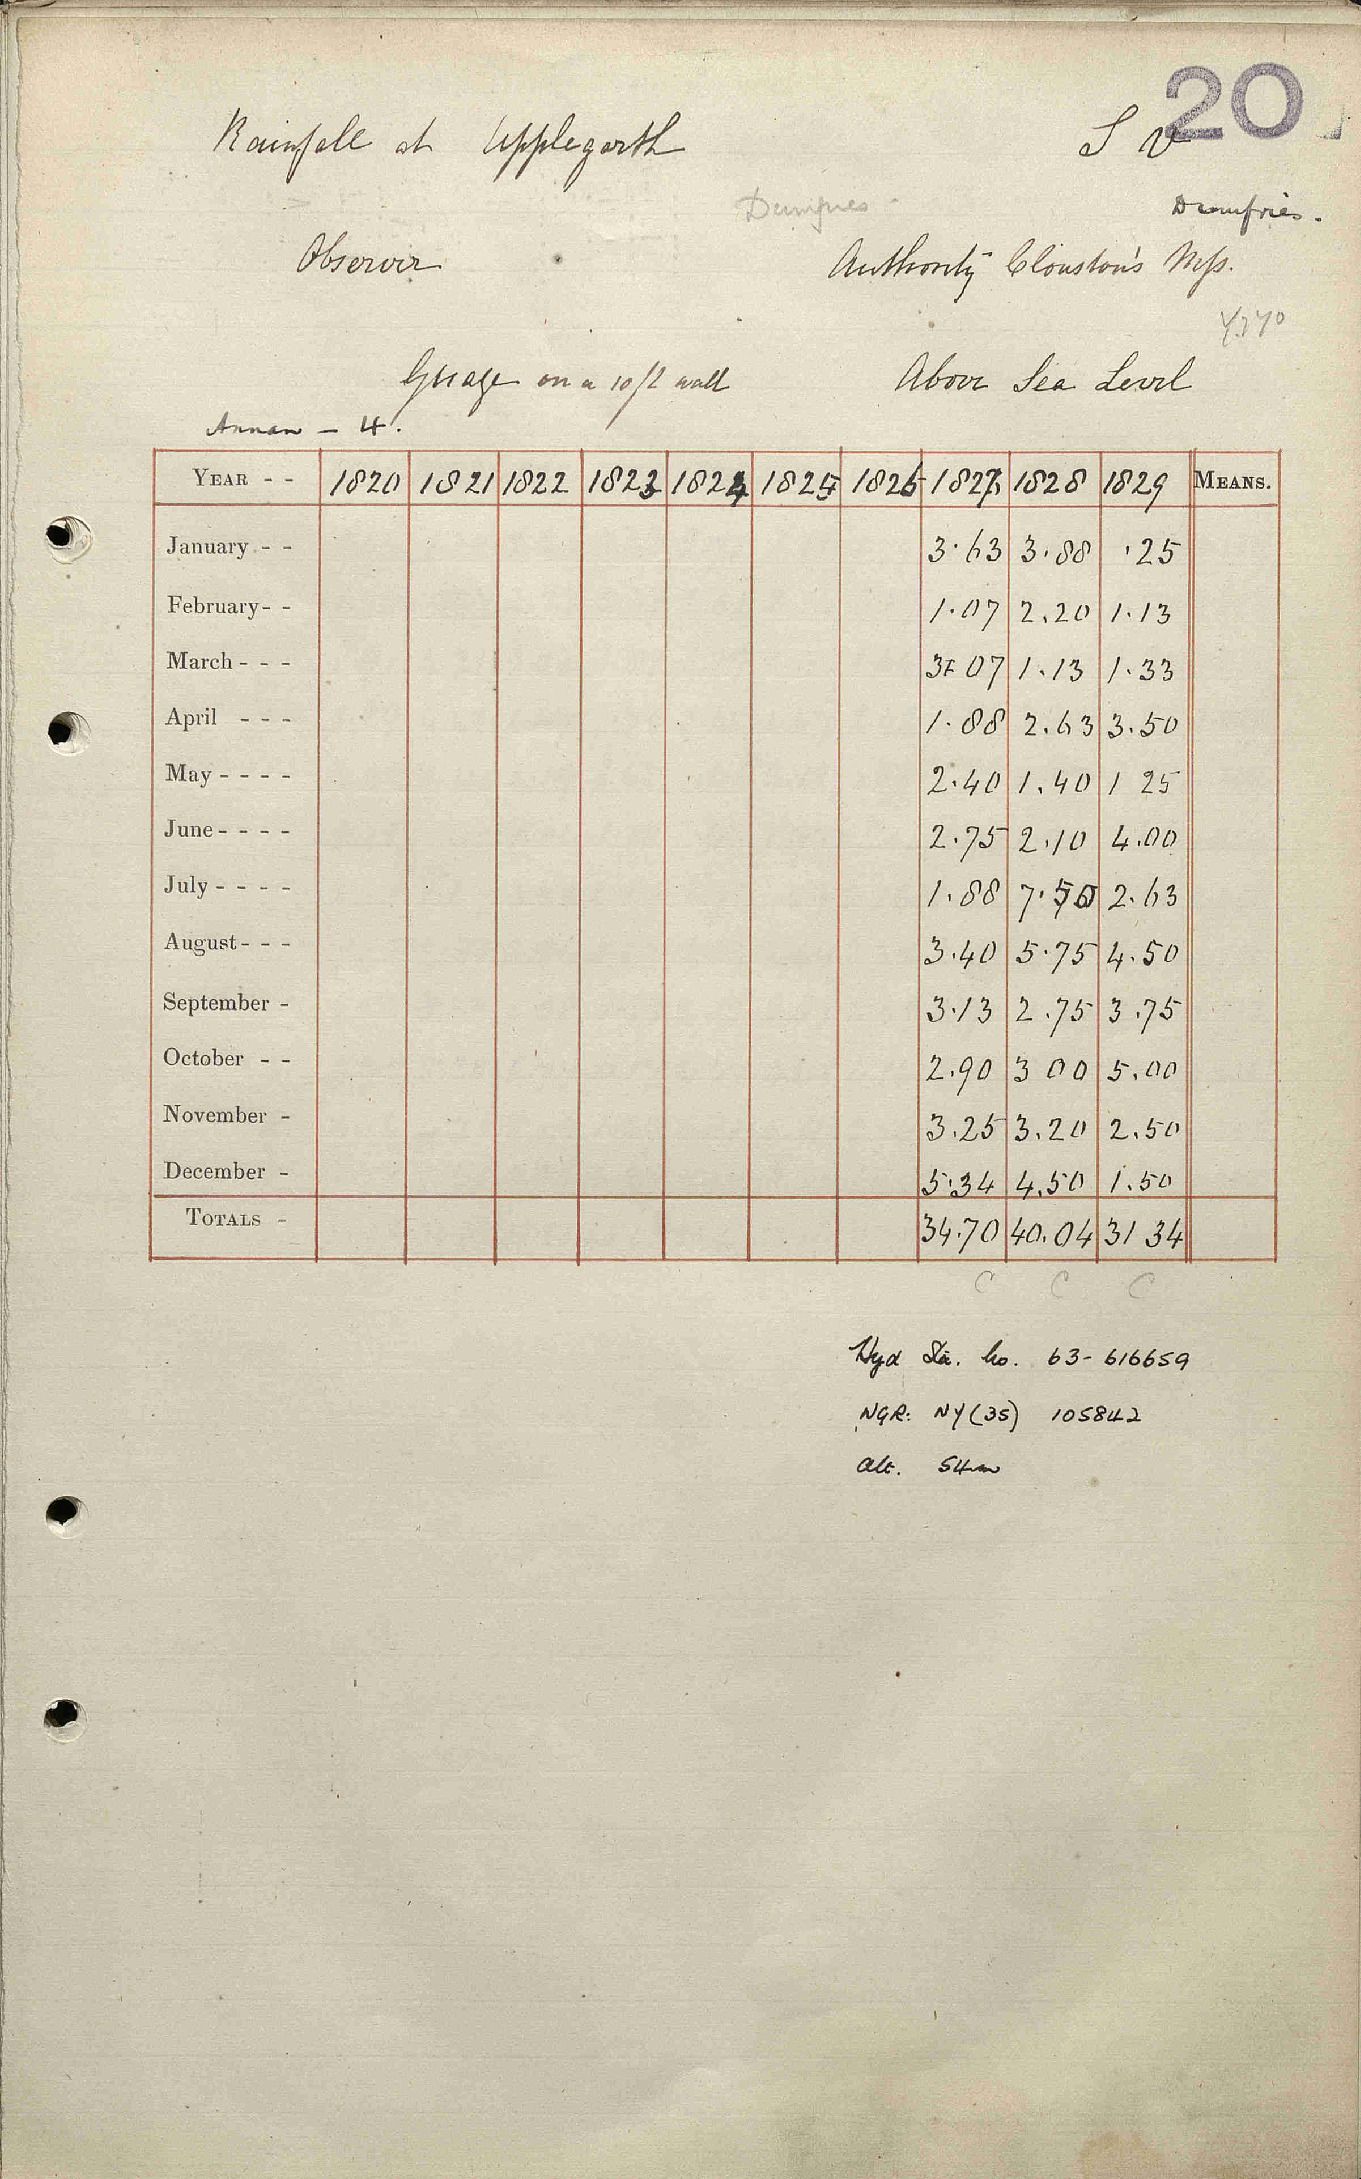 20
Rainfall at Applegarth S
Dumfries Dumfries.
Observer Authority Clouston's Mss.
Guage on a 10 ft wall Above Sea Level
Annan - 4.
YEAR - - 1820 1821 1822 1823 1824 1825 1826 1827 1828 1829 MEANS.
January - - 3.63 3.88 .25
February - - 1.07 2.20 1.13
March - - - 3.07 1.13 1.33
April - - - 1.88 2.63 3.50
May - - - - 2.40 1.40 1 25
June - - - - 2.75 2.10 4.00
July - - - - 1.88 7.50 2.63
August - - - 3.40 5.75 4.50
September - 3.13 2.75 3.75
October - - 2.90 3 00 5.00
November - 3.25 3.20 2.50
December - 5.34 4.50 1.50
TOTALS - 34.70 40.04 31 34
C C C
Hyd Sta. No. 63-616659
NGR: NY (35) 105842
Alt. 54m